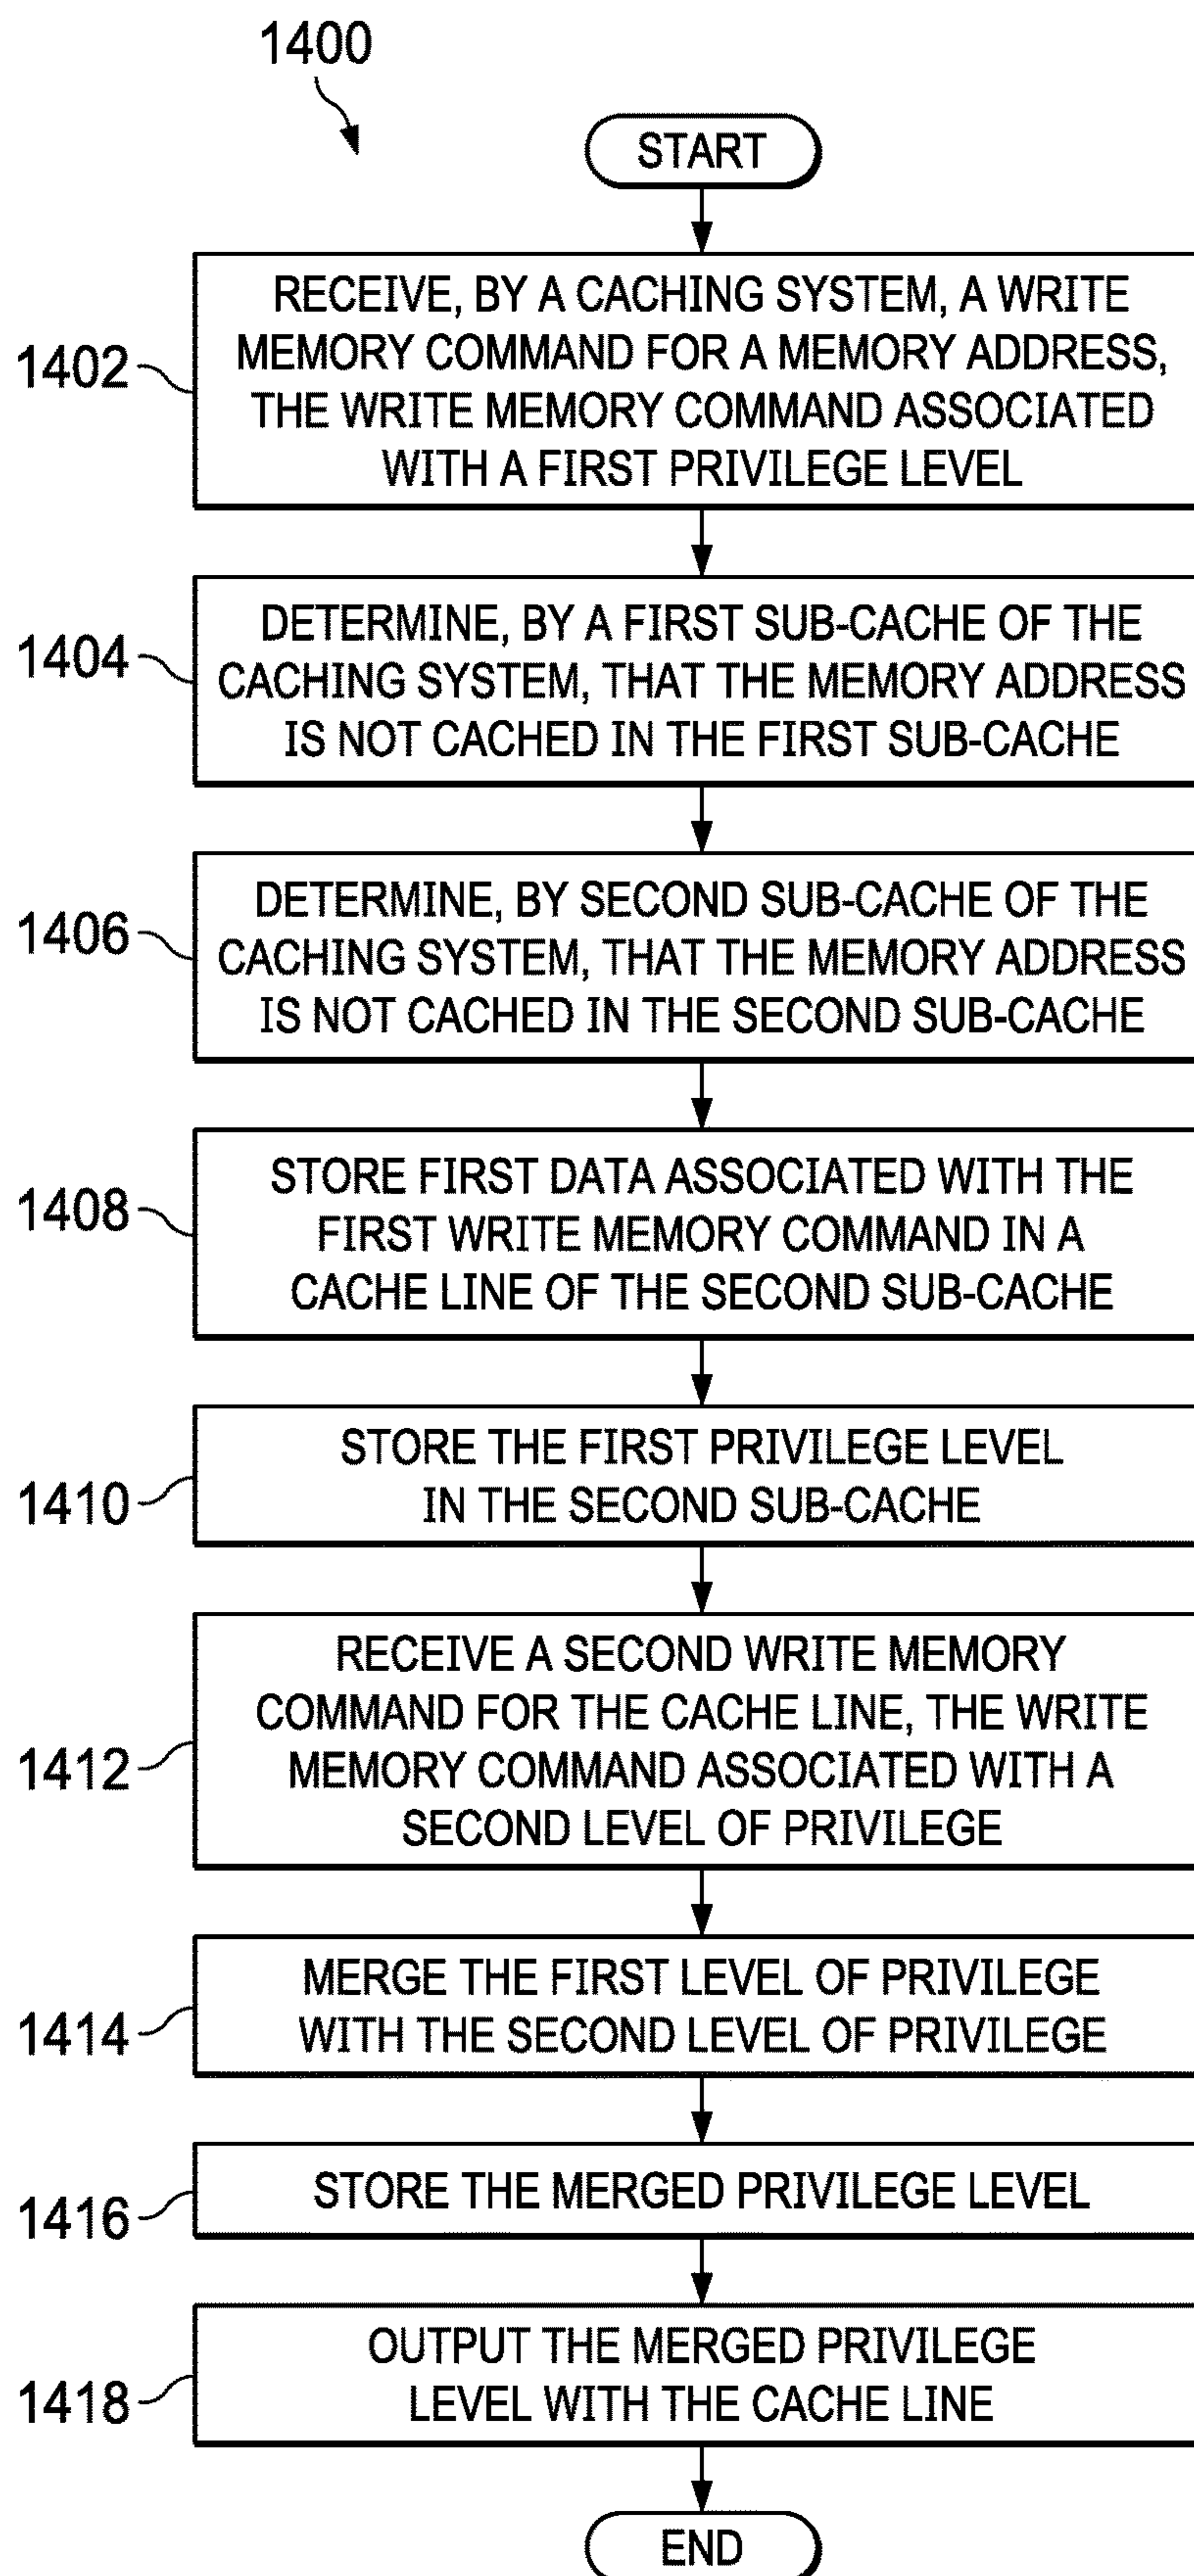 1400
START
1402
RECEIVE, BY A CACHING SYSTEM, A WRITE
MEMORY COMMAND FOR A MEMORY ADDRESS,
THE WRITE MEMORY COMMAND ASSOCIATED
WITH A FIRST PRIVILEGE LEVEL
1404
DETERMINE, BY A FIRST SUB-CACHE OF THE
CACHING SYSTEM, THAT THE MEMORY ADDRESS
IS NOT CACHED IN THE FIRST SUB-CACHE
1406
DETERMINE, BY SECOND SUB-CACHE OF THE
CACHING SYSTEM, THAT THE MEMORY ADDRESS
IS NOT CACHED IN THE SECOND SUB-CACHE
1408
STORE FIRST DATA ASSOCIATED WITH THE
FIRST WRITE MEMORY COMMAND IN A
CACHE LINE OF THE SECOND SUB-CACHE
1410
STORE THE FIRST PRIVILEGE LEVEL
IN THE SECOND SUB-CACHE
1412
RECEIVE A SECOND WRITE MEMORY
COMMAND FOR THE CACHE LINE, THE WRITE
MEMORY COMMAND ASSOCIATED WITH A
SECOND LEVEL OF PRIVILEGE
1414
MERGE THE FIRST LEVEL OF PRIVILEGE
WITH THE SECOND LEVEL OF PRIVILEGE
1416
STORE THE MERGED PRIVILEGE LEVEL
1418
OUTPUT THE MERGED PRIVILEGE
LEVEL WITH THE CACHE LINE
END